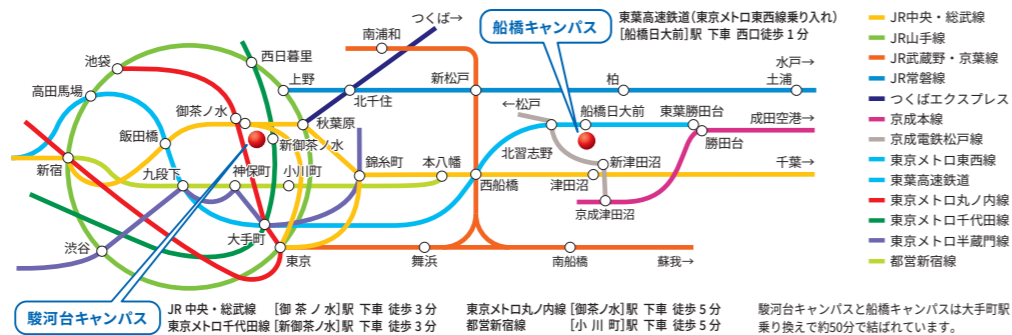 船橋キャンパス
東葉高速鉄道(東京メトロ東西線乗り入れ)
[船橋日大前]駅 下車 西口徒歩1分
JR中央・総武線
JR山手線
JR武蔵野・京葉線
JR常磐線
つくばエクスプレス
京成本線
京成電鉄松戸線
東京メトロ東西線
東葉高速鉄道
東京メトロ丸ノ内線
東京メトロ千代田線
東京メトロ半蔵門線
都営新宿線
つくば→
南浦和
西日暮里
池袋
水戸→
上野
新松戸
柏
土浦
高田馬場
北千住
御茶ノ水
←松戸
船橋日大前
東葉勝田台
成田空港→
秋葉原
飯田橋
新御茶ノ水
北習志野
勝田台
新宿
九段下
神保町
小川町
錦糸町
本八幡
新津田沼
千葉→
西船橋
津田沼
京成津田沼
大手町
渋谷
東京
舞浜
南船橋
蘇我→
駿河台キャンパス
JR中央・総武線 [御茶ノ水]駅 下車 徒歩3分
東京メトロ千代田線 [新御茶ノ水]駅 下車 徒歩3分
東京メトロ丸ノ内線 [御茶ノ水]駅 下車 徒歩5分
都営新宿線 [小川町]駅 下車 徒歩5分
駿河台キャンパスと船橋キャンパスは大手町駅
乗り換えで約50分で結ばれています。